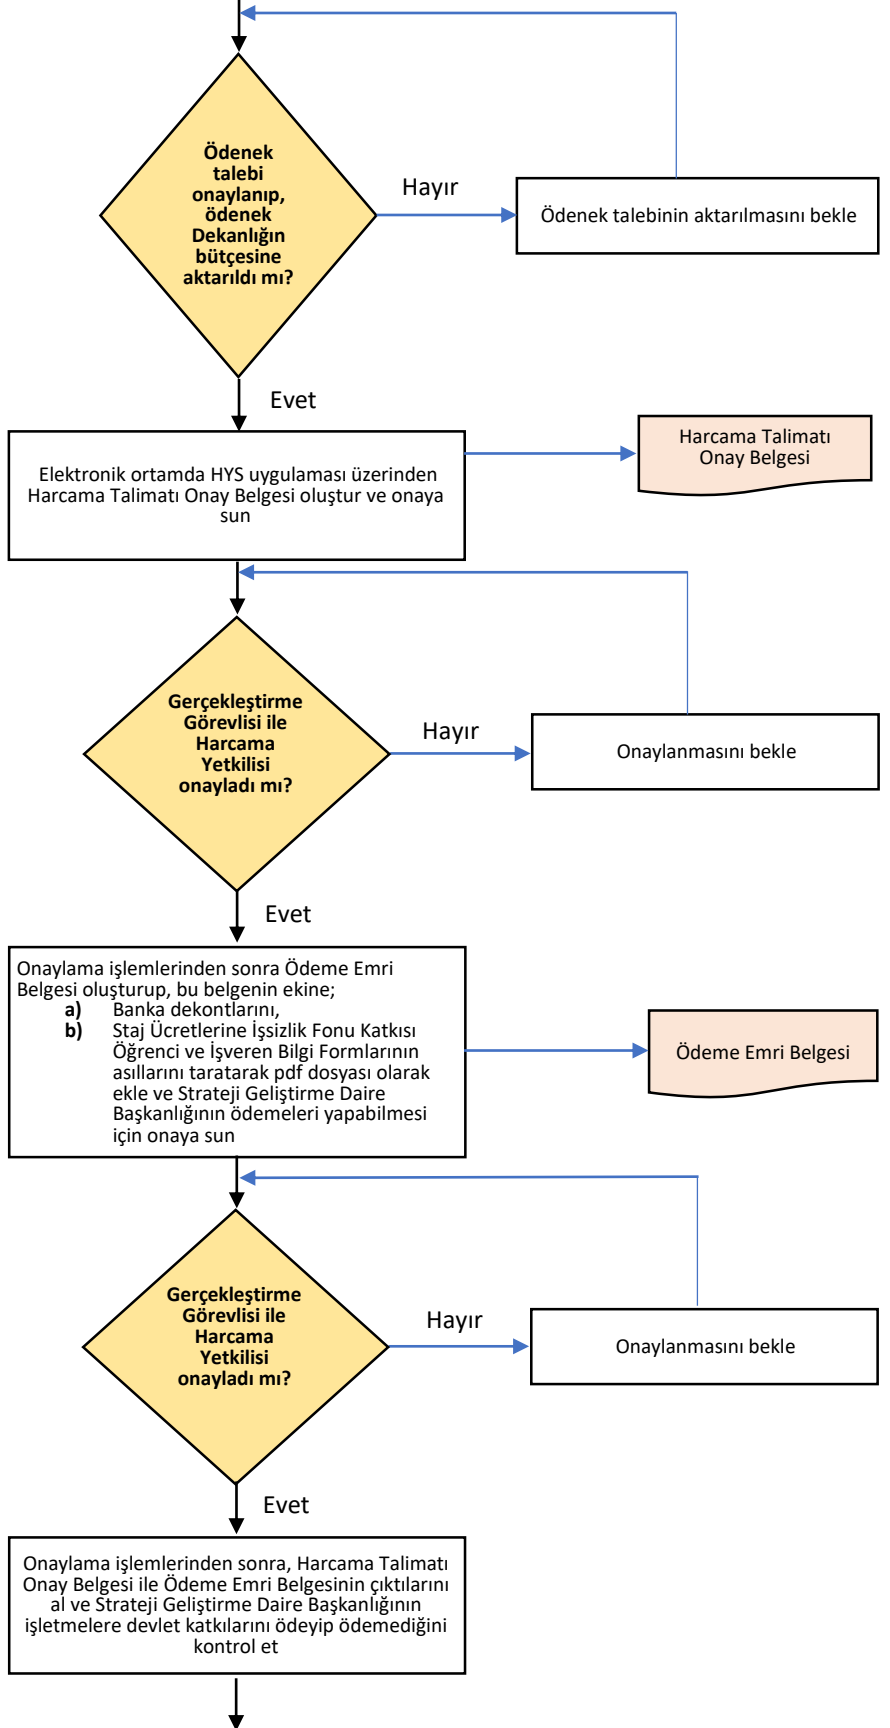 Ödenek
talebi
onaylanıp,
ödenek
Dekanlığın
bütçesine
aktarıldı mı?
Hayır
Ödenek talebinin aktarılmasını bekle
Evet
Elektronik ortamda HYS uygulaması üzerinden
Harcama Talimatı Onay Belgesi oluştur ve onaya
sun
Harcama Talimatı
Onay Belgesi
Gerçekleştirme
Görevlisi ile
Harcama
Yetkilisi
onayladı mı?
Hayır
Onaylanmasını bekle
Evet
Onaylama işlemlerinden sonra Ödeme Emri
Belgesi oluşturup, bu belgenin ekine;
a) Banka dekontlarını,
b) Staj Ücretlerine İşsizlik Fonu Katkısı
Öğrenci ve İşveren Bilgi Formlarının
asıllarını taratarak pdf dosyası olarak
ekle ve Strateji Geliştirme Daire
Başkanlığının ödemeleri yapabilmesi
için onaya sun
Ödeme Emri Belgesi
Gerçekleştirme
Görevlisi ile
Harcama
Yetkilisi
onayladı mı?
Hayır
Onaylanmasını bekle
Evet
Onaylama işlemlerinden sonra, Harcama Talimatı
Onay Belgesi ile Ödeme Emri Belgesinin çıktılarını
al ve Strateji Geliştirme Daire Başkanlığının
işletmelere devlet katkılarını ödeyip ödemediğini
kontrol et